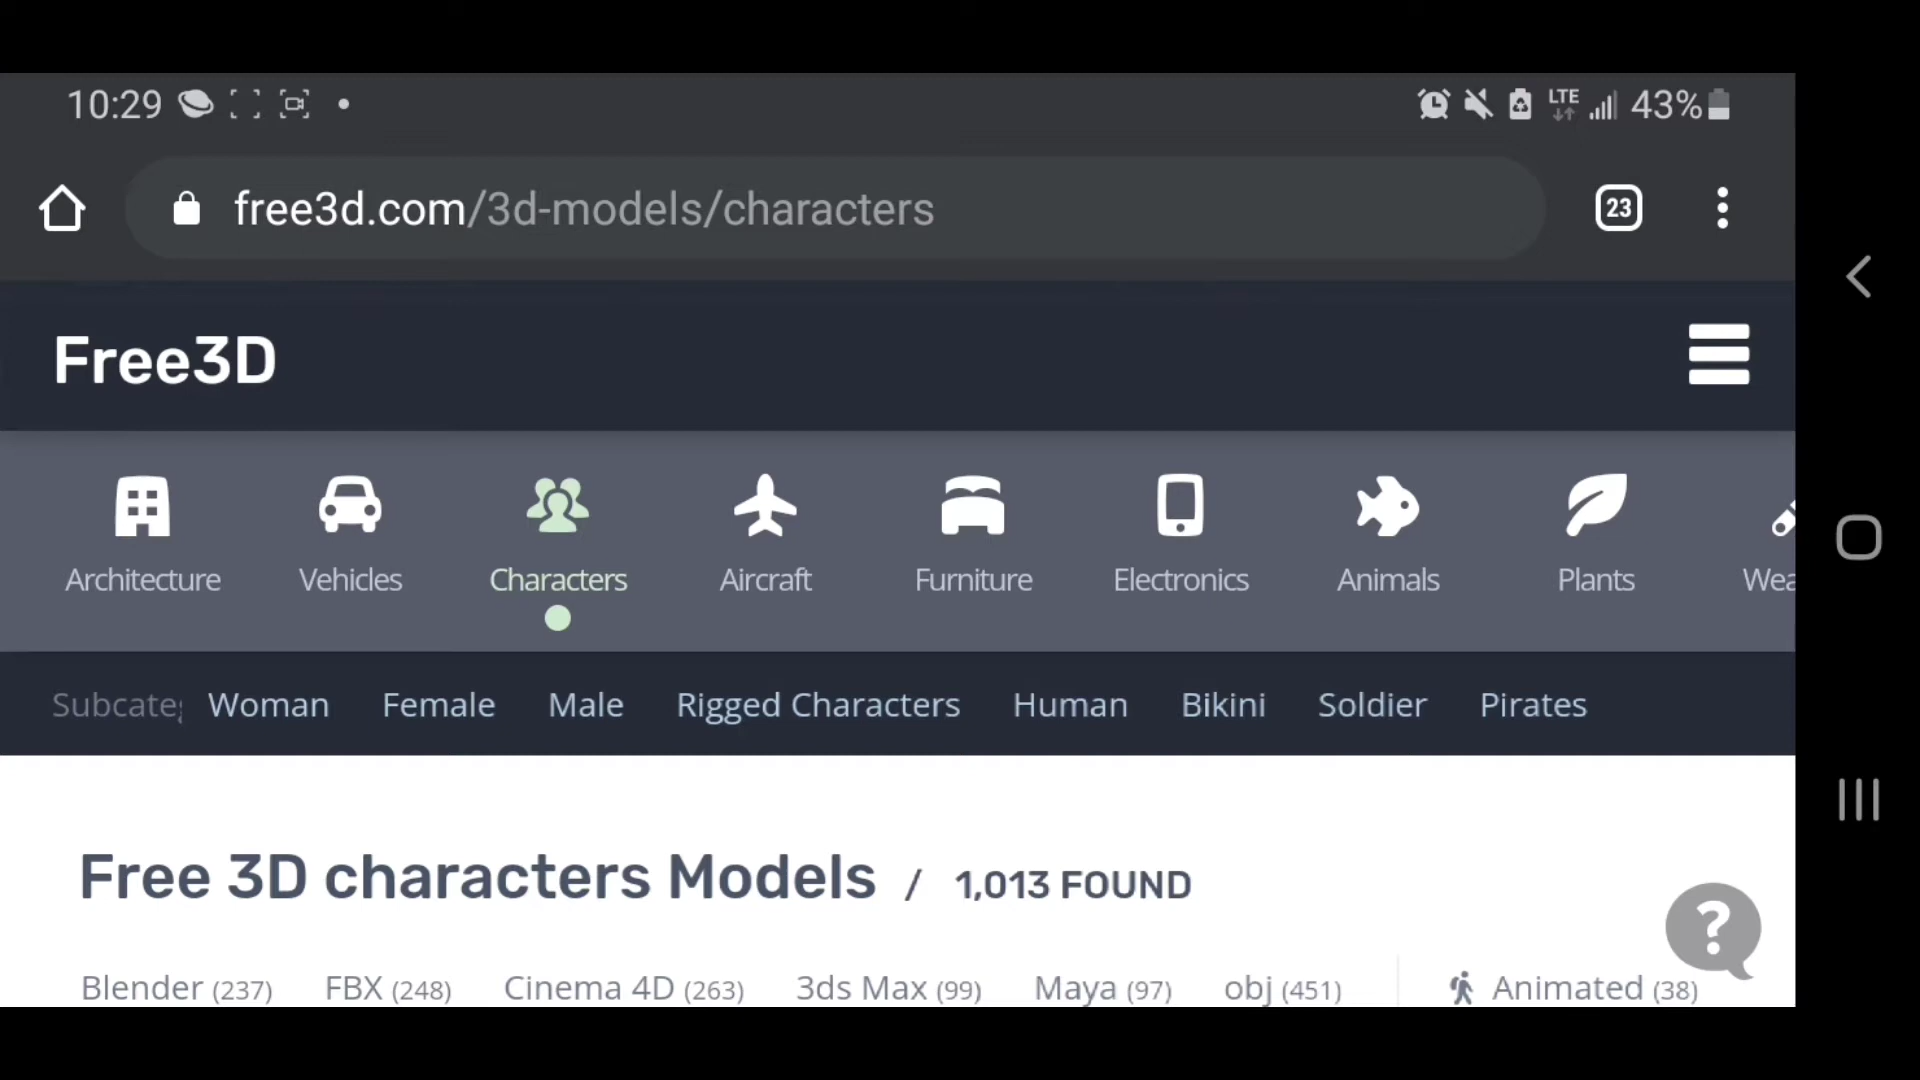 10:29 LTE 43%
free3d.com/3d-models/characters 23
Free3D
Architecture Vehicles Characters Aircraft Furniture Electronics Animals Plants Wea
Subcate Woman Female Male Rigged Characters Human Bikini Soldier Pirates
Free 3D characters Models / 1,013 FOUND
?
Blender (237) FBX (248) Cinema 4D (263) 3ds Max (99) Maya (97) obj (451) Animated (38)